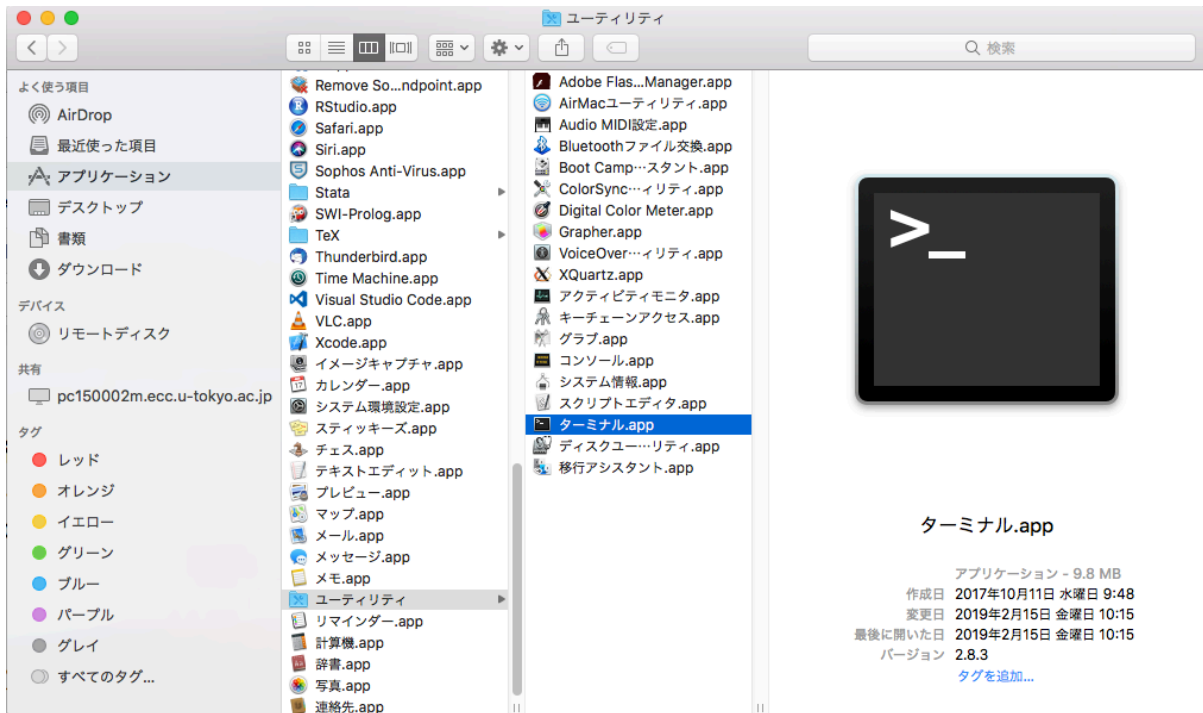 ユーティリティ
検索
よく使う項目
AirDrop
最近使った項目
アプリケーション
デスクトップ
書類
ダウンロード
デバイス
リモートディスク
共有
pc150002m.ecc.u-tokyo.ac.jp
タグ
レッド
オレンジ
イエロー
グリーン
ブルー
パープル
グレイ
すべてのタグ...
Remove So...ndpoint.app
RStudio.app
Safari.app
Siri.app
Sophos Anti-Virus.app
Stata
SWI-Prolog.app
TeX
Thunderbird.app
Time Machine.app
Visual Studio Code.app
VLC.app
Xcode.app
イメージキャプチャ.app
カレンダー.app
システム環境設定.app
スティッキーズ.app
チェス.app
テキストエディット.app
プレビュー.app
マップ.app
メール.app
メッセージ.app
メモ.app
ユーティリティ
リマインダー.app
計算機.app
辞書.app
写真.app
連絡先.app
Adobe Flas...Manager.app
AirMacユーティリティ.app
Audio MIDI設定.app
Bluetoothファイル交換.app
Boot Camp…スタント.app
ColorSync…ィリティ.app
Digital Color Meter.app
Grapher.app
VoiceOver…ィリティ.app
XQuartz.app
アクティビティモニタ.app
キーチェーンアクセス.app
グラブ.app
コンソール.app
システム情報.app
スクリプトエディタ.app
ターミナル.app
ディスクユー…リティ.app
移行アシスタント.app
>_
ターミナル.app
アプリケーション - 9.8 MB
作成日 2017年10月11日 水曜日 9:48
変更日 2019年2月15日 金曜日 10:15
最後に開いた日 2019年2月15日 金曜日 10:15
バージョン 2.8.3
タグを追加...